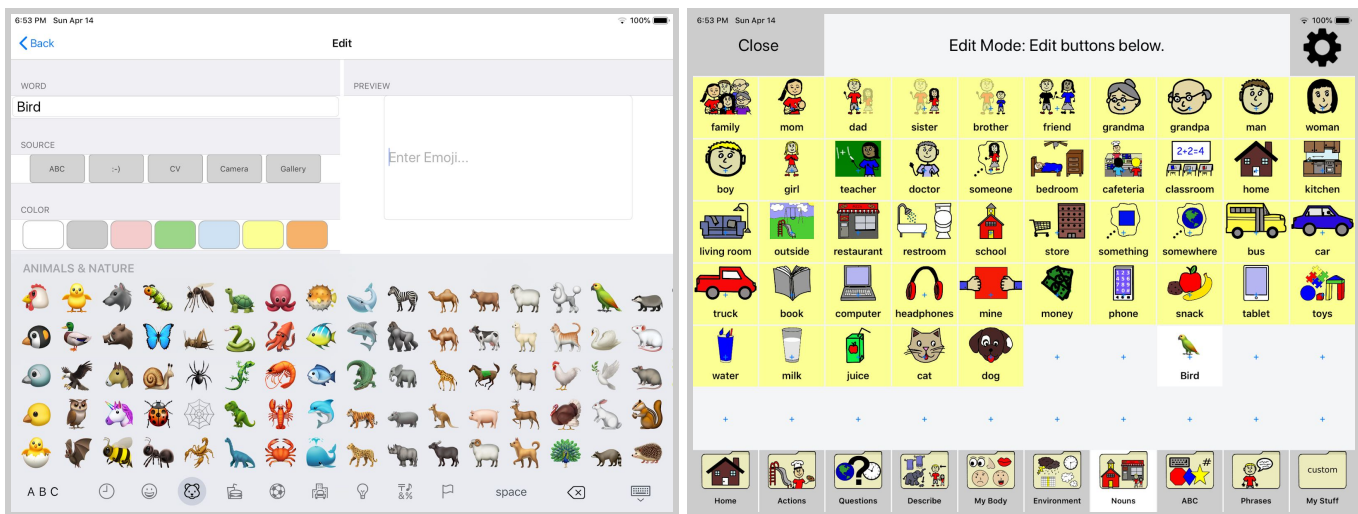 6:53 PM Sun Apr 14
100%
Back
Edit
WORD
PREVIEW
Bird
Enter Emoji...
SOURCE
ABC
:-)
CV
Camera
Gallery
COLOR
ANIMALS & NATURE
A B C
space
6:53 PM Sun Apr 14
100%
Close
Edit Mode: Edit buttons below.
family mom dad sister brother friend grandma grandpa man woman
2+2=4
boy girl teacher doctor someone bedroom cafeteria classroom home kitchen
living room outside restaurant restroom school store something somewhere bus car
truck book computer headphones mine money phone snack tablet toys
water milk juice cat dog Bird
custom
Home Actions Questions Describe My Body Environment Nouns ABC Phrases My Stuff